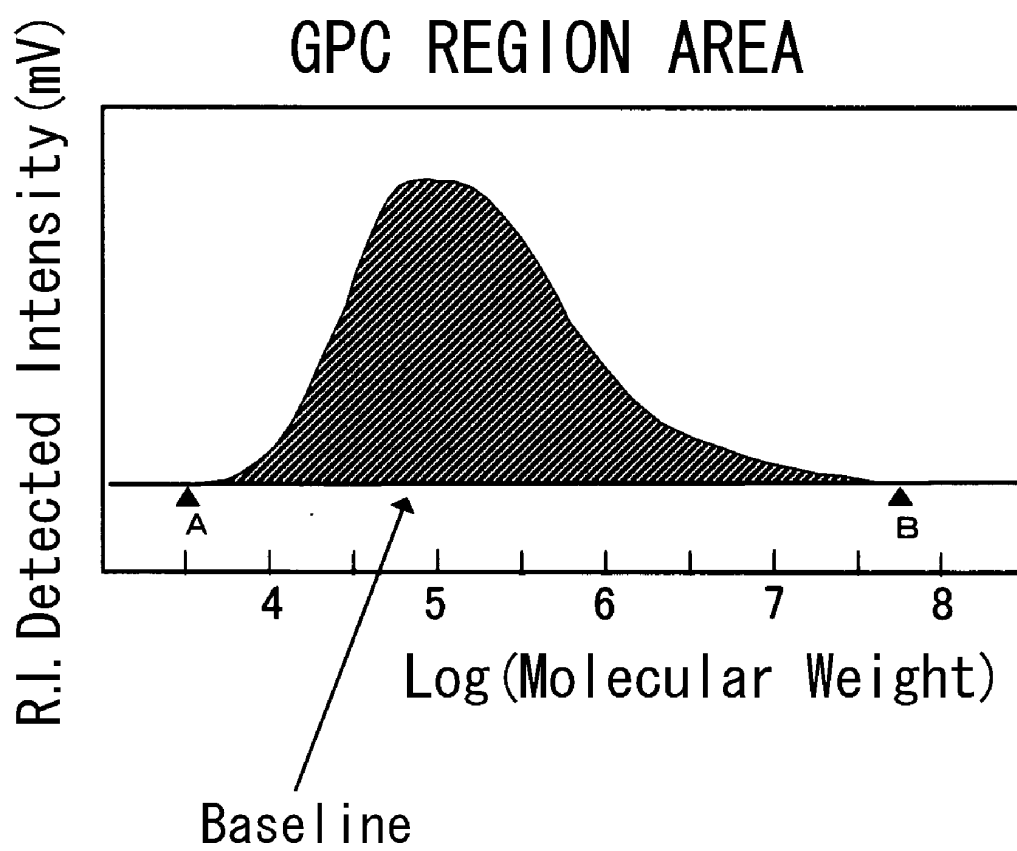 GPC REGION AREA
R.I. Detected Intensity(mV)
A
B
4 5 6 7 8
Log(Molecular Weight)
Baseline